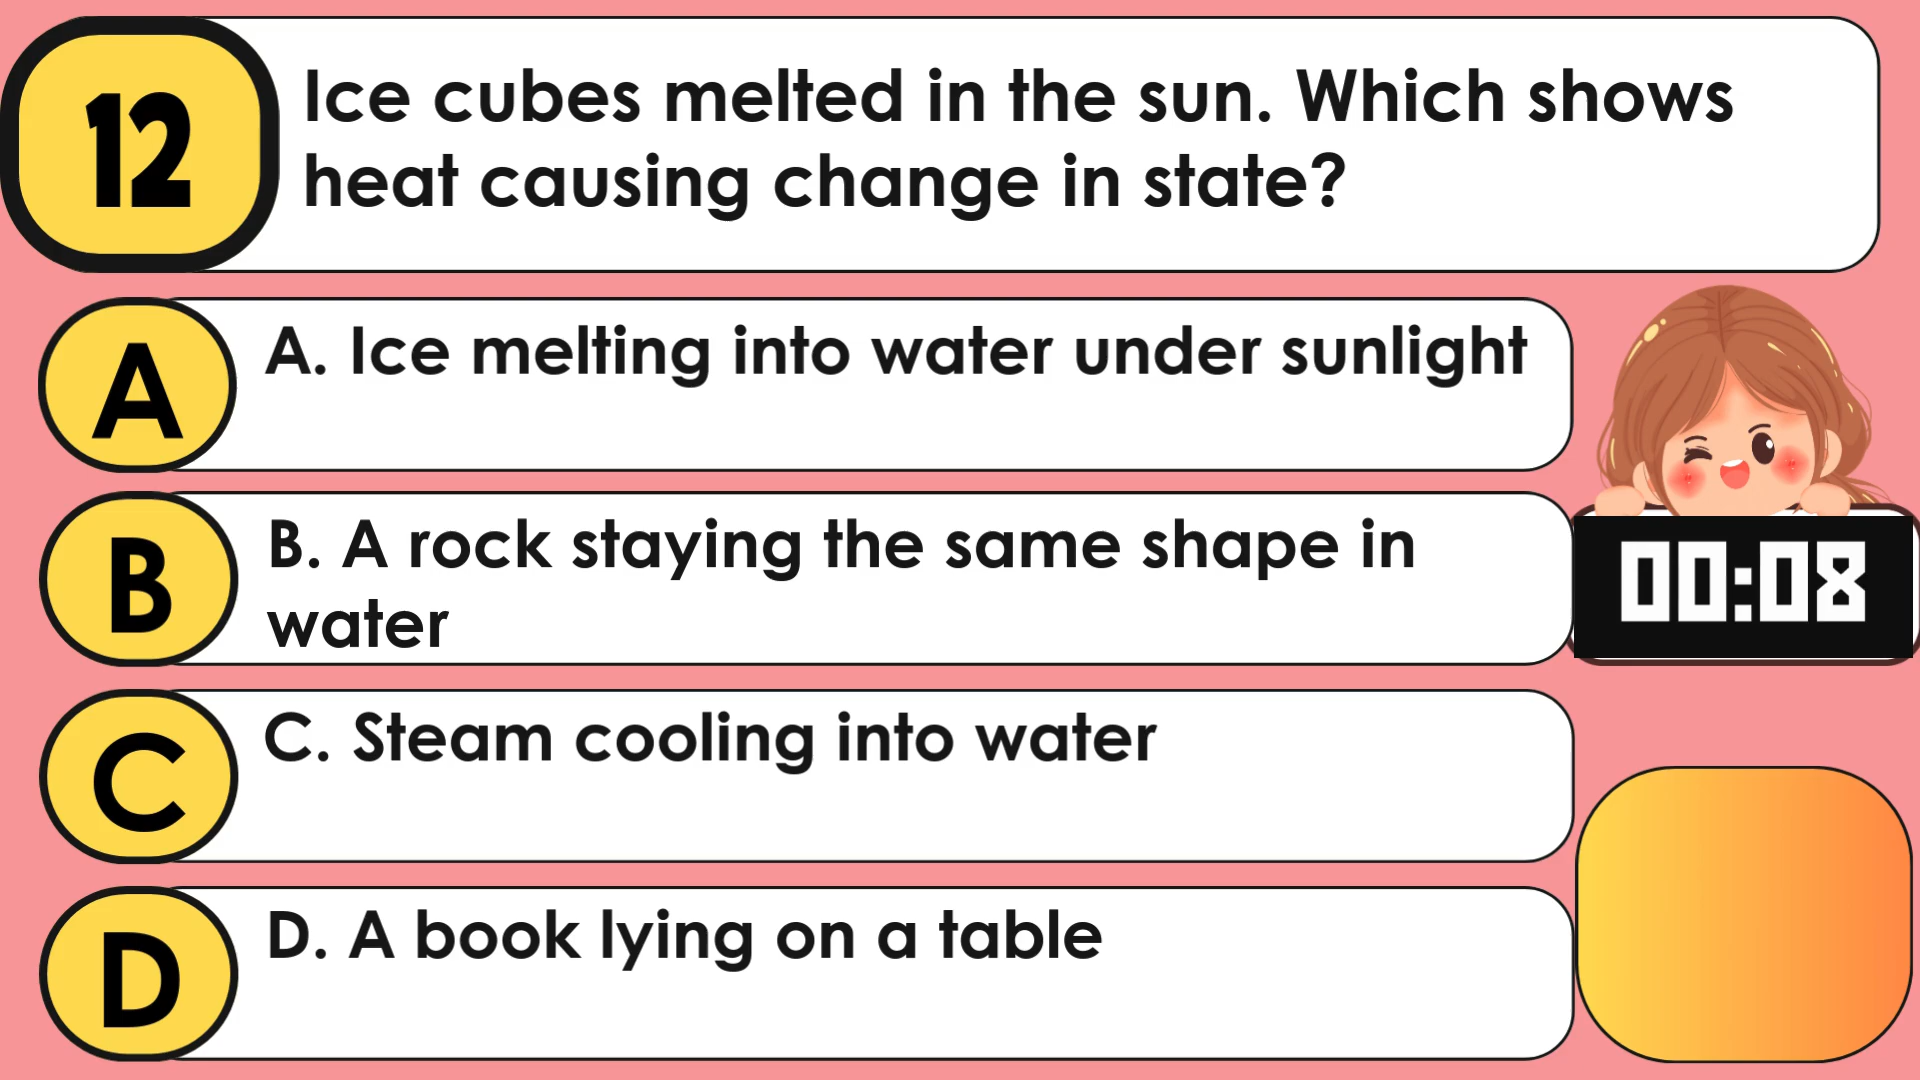 12
Ice cubes melted in the sun. Which shows
heat causing change in state?
A
A. Ice melting into water under sunlight
B
B. A rock staying the same shape in
water
00:08
C
C. Steam cooling into water
D
D. A book lying on a table